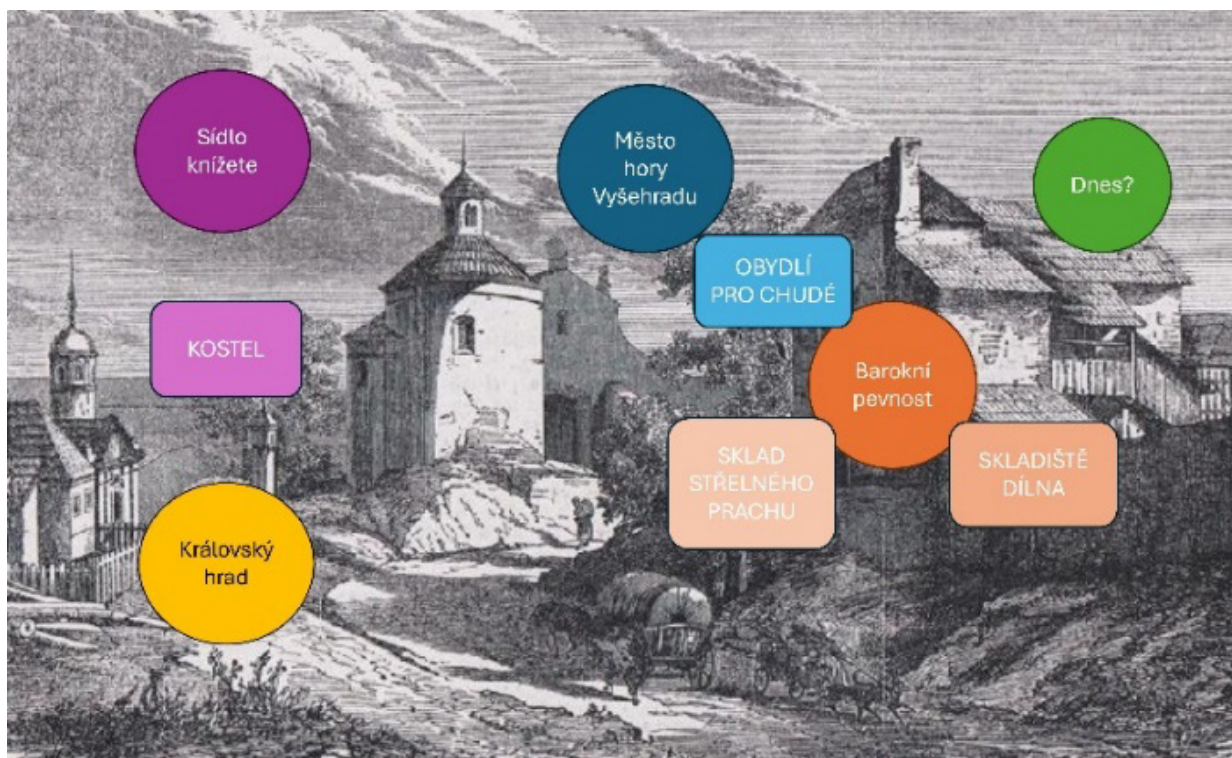 Sídlo
knížete
Město
hory
Vyšehradu
Dnes?
OBYDLÍ
PRO CHUDÉ
KOSTEL
Barokní
pevnost
SKLAD
STŘELNÉHO
PRACHU
SKLADIŠTĚ
DÍLNA
Královský
hrad